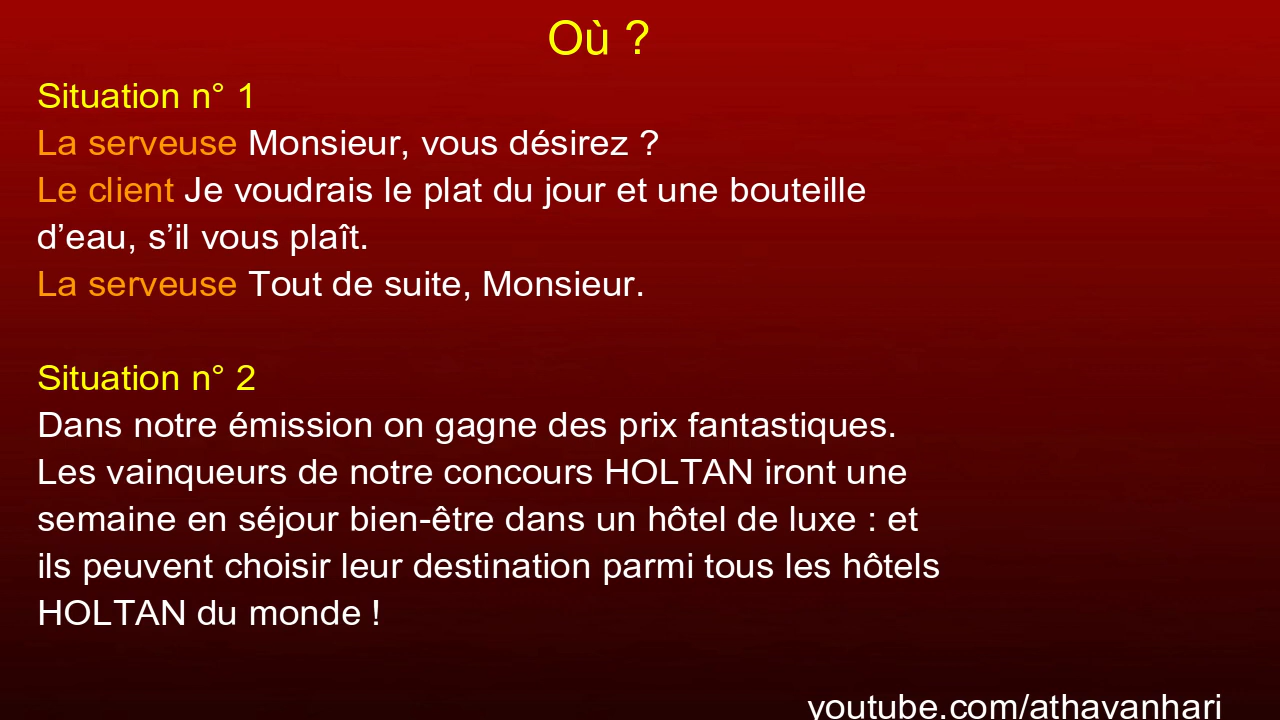 Où ?
Situation n° 1
La serveuse Monsieur, vous désirez ?
Le client Je voudrais le plat du jour et une bouteille
d’eau, s’il vous plaît.
La serveuse Tout de suite, Monsieur.
Situation n° 2
Dans notre émission on gagne des prix fantastiques.
Les vainqueurs de notre concours HOLTAN iront une
semaine en séjour bien-être dans un hôtel de luxe : et
ils peuvent choisir leur destination parmi tous les hôtels
HOLTAN du monde !
youtube.com/athavanhari